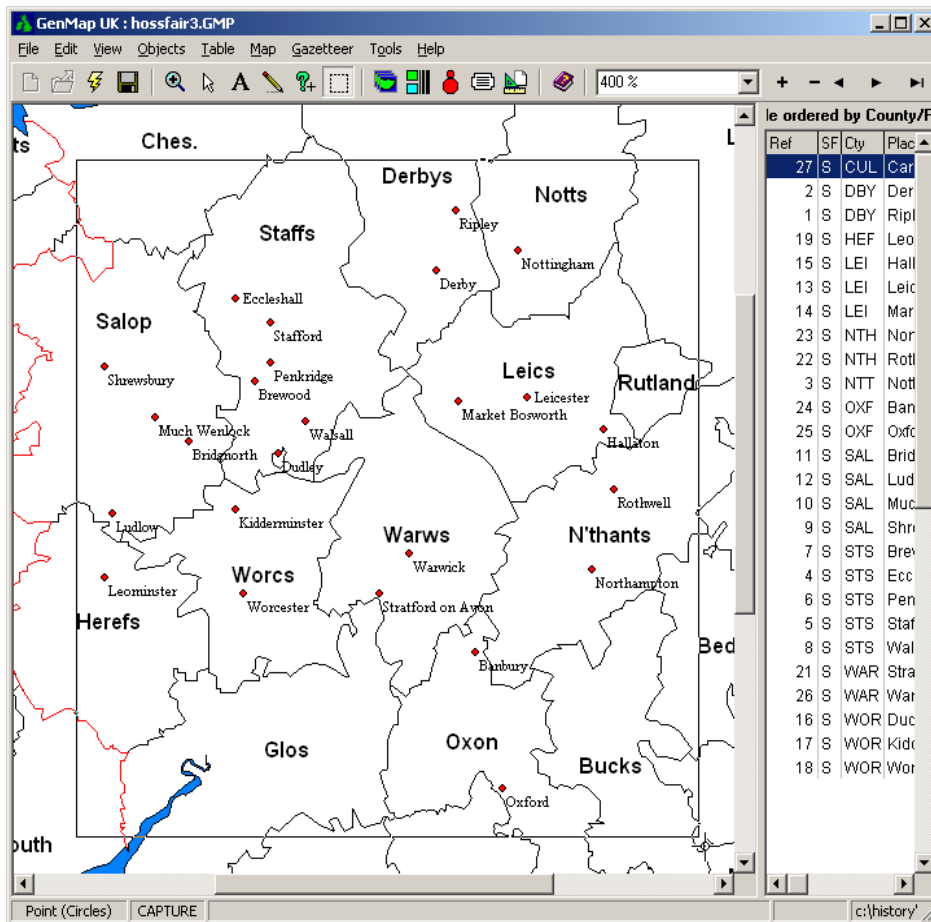 GenMap UK : hossfair3.GMP
File Edit View Objects Table Map Gazetteer Tools Help
A ?+ 400 % + -
le ordered by County/F
Ref SF Cty Plac
27 S CUL Car
2 S DBY Der
1 S DBY Ripl
19 S HEF Leo
15 S LEI Hall
13 S LEI Leic
14 S LEI Mar
23 S NTH Nor
22 S NTH Rotl
3 S NTT Nott
24 S OXF Ban
25 S OXF Oxfo
11 S SAL Brid
12 S SAL Lud
10 S SAL Muc
9 S SAL Shre
7 S STS Brev
4 S STS Ecc
6 S STS Pen
5 S STS Staf
8 S STS Wal
21 S WAR Stra
26 S WAR War
16 S WOR Dud
17 S WOR Kidd
18 S WOR Wor
ts
Ches.
L
Derbys
Notts
Ripley
Staffs
Nottingham
Derby
Eccleshall
Salop
Stafford
Shrewsbury
Penkridge
Leics
Rutland
Brewood
Leicester
Market Bosworth
Much Wenlock
Walsall
Hallaton
Bridgnorth
Dudley
Rothwell
Ludlow
Kidderminster
Warws
N'thants
Warwick
Worcs
Leominster
Northampton
Worcester
Stratford on Avon
Herefs
Bed
Banbury
Glos
Oxon
Bucks
Oxford
outh
Point (Circles) CAPTURE c:\history'